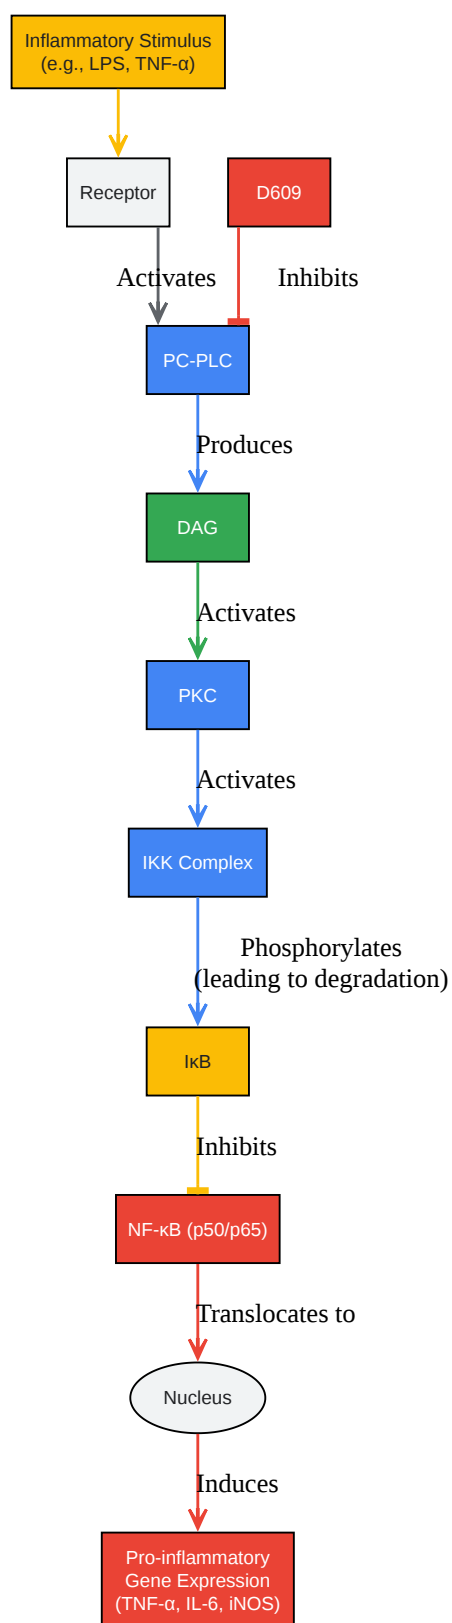 Inflammatory Stimulus
(e.g., LPS, TNF-α)
Receptor
D609
Activates
Inhibits
PC-PLC
Produces
DAG
Activates
PKC
Activates
IKK Complex
Phosphorylates
(leading to degradation)
IκB
Inhibits
NF-κB (p50/p65)
Translocates to
Nucleus
Induces
Pro-inflammatory
Gene Expression
(TNF-α, IL-6, iNOS)